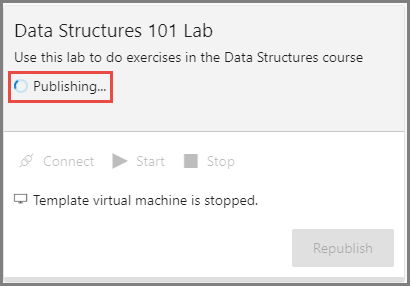 Data Structures 101 Lab
Use this lab to do exercises in the Data Structures course
Publishing...
Connect Start Stop
Template virtual machine is stopped.
Republish